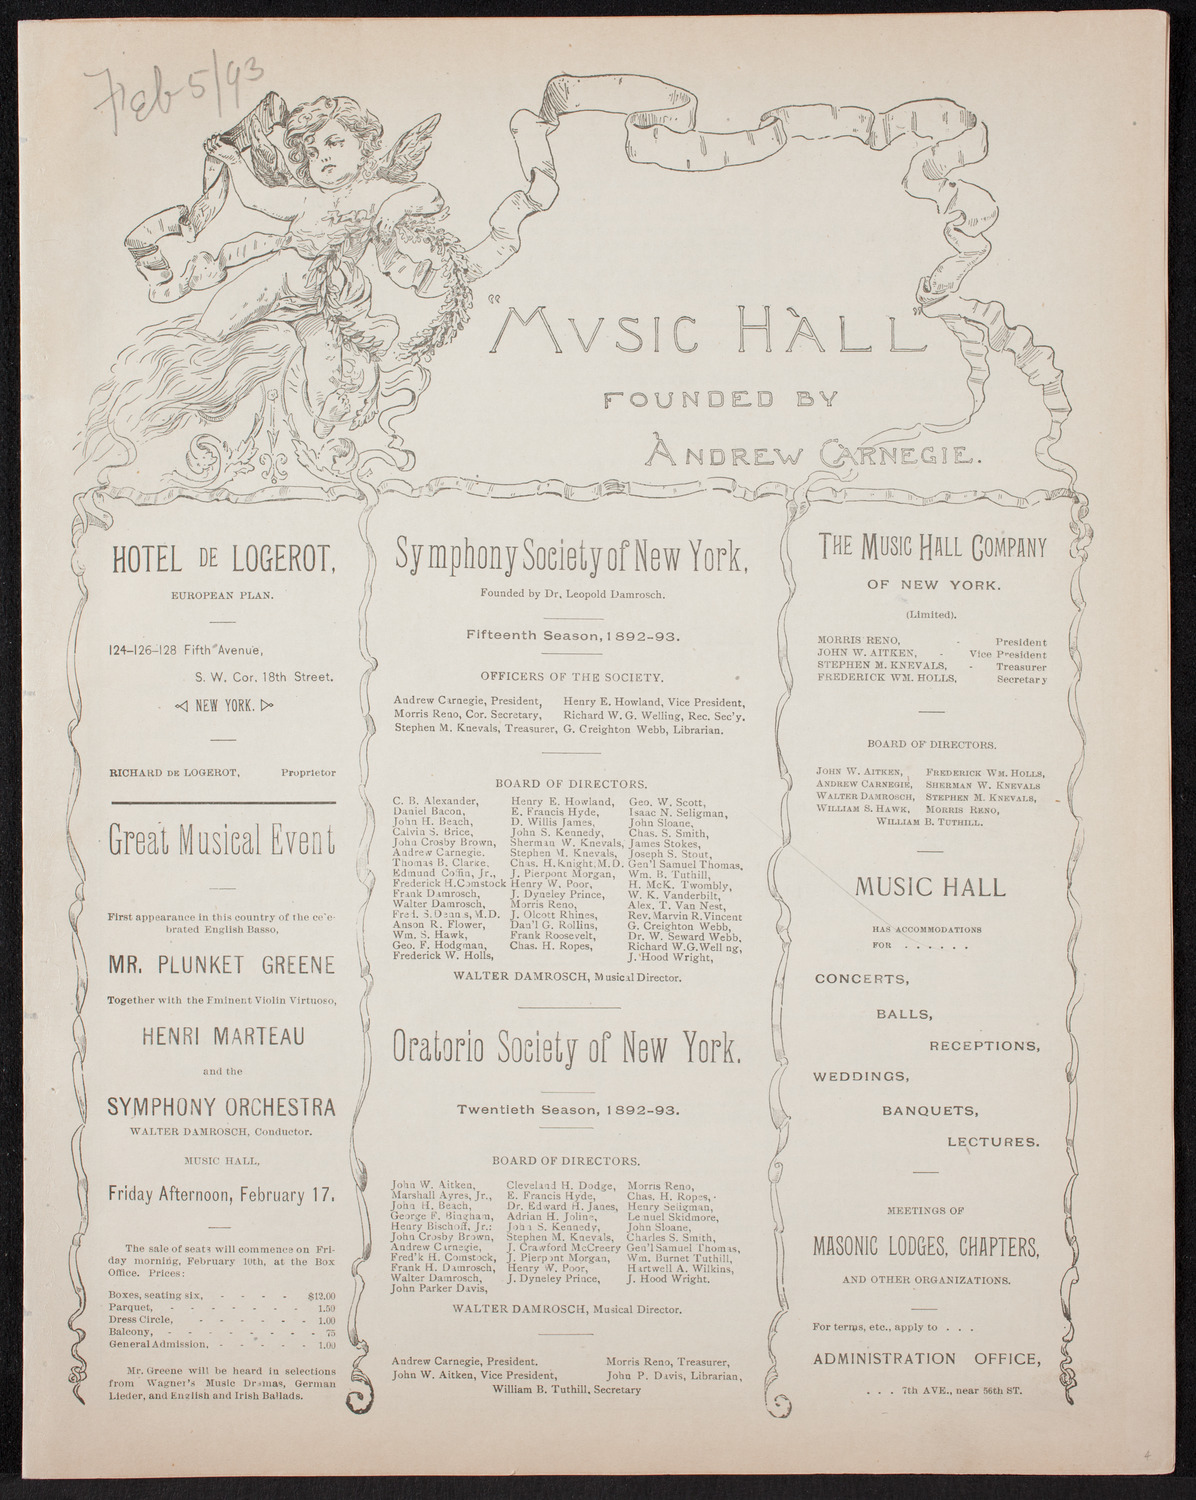 Feb 5/93
"MVSIC HALL"
FOUNDED BY
ANDREW CARNEGIE.
HOTEL DE LOGEROT,
EUROPEAN PLAN.
124–126–128 Fifth Avenue,
S. W. Cor. 18th Street.
NEW YORK.
RICHARD DE LOGEROT, Proprietor
Great Musical Event
First appearance in this country of the ce'e-
brated English Basso,
MR. PLUNKET GREENE
Together with the Eminent Violin Virtuoso,
HENRI MARTEAU
and the
SYMPHONY ORCHESTRA
WALTER DAMROSCH, Conductor.
MUSIC HALL,
Friday Afternoon, February 17.
The sale of seats will commence on Fri-
day morning, February 10th, at the Box
Office. Prices:
Boxes, seating six, - - - - $12.00
Parquet, - - - - - - - 1.50
Dress Circle, - - - - - - 1.00
Balcony, - - - - - - - - 75
General Admission, - - - - - 1.00
Mr. Greene will be heard in selections
from Wagner's Music Dramas, German
Lieder, and English and Irish Ballads.
Symphony Society of New York,
Founded by Dr. Leopold Damrosch.
Fifteenth Season, 1892–93.
OFFICERS OF THE SOCIETY.
Andrew Carnegie, President, Henry E. Howland, Vice President,
Morris Reno, Cor. Secretary, Richard W. G. Welling, Rec. Sec'y.
Stephen M. Knevals, Treasurer, G. Creighton Webb, Librarian.
BOARD OF DIRECTORS.
C. B. Alexander, Henry E. Howland, Geo. W. Scott,
Daniel Bacon, E. Francis Hyde, Isaac N. Seligman,
John H. Beach, D. Willis James, John Sloane,
Calvin S. Brice, John S. Kennedy, Chas. S. Smith,
John Crosby Brown, Sherman W. Knevals, James Stokes,
Andrew Carnegie. Stephen M. Knevals, Joseph S. Stout,
Thomas B. Clarke, Chas. H. Knight, M.D. Gen'l Samuel Thomas,
Edmund Coffin, Jr., J. Pierpont Morgan, Wm. B. Tuthill,
Frederick H. Comstock Henry W. Poor, H. McK. Twombly,
Frank Damrosch, J. Dyneley Prince, W. K. Vanderbilt,
Walter Damrosch, Morris Reno, Alex. T. Van Nest,
Fred. S. Dennis, M.D. J. Olcott Rhines, Rev. Marvin R. Vincent
Anson R. Flower, Dan'l G. Rollins, G. Creighton Webb,
Wm. S. Hawk, Frank Roosevelt, Dr. W. Seward Webb,
Geo. F. Hodgman, Chas. H. Ropes, Richard W.G. Well ng,
Frederick W. Holls, J. Hood Wright,
WALTER DAMROSCH, Musical Director.
Oratorio Society of New York.
Twentieth Season, 1892–93.
BOARD OF DIRECTORS.
John W. Aitken, Cleveland H. Dodge, Morris Reno,
Marshall Ayres, Jr., E. Francis Hyde, Chas. H. Ropes,
John H. Beach, Dr. Edward H. Janes, Henry Seligman,
George F. Bingham, Adrian H. Joline, Lemuel Skidmore,
Henry Bischoff, Jr.: John S. Kennedy, John Sloane,
John Crosby Brown, Stephen M. Knevals, Charles S. Smith,
Andrew Carnegie, J. Crawford McCreery Gen'l Samuel Thomas,
Fred'k H. Comstock, J. Pierpont Morgan, Wm. Burnet Tuthill,
Frank H. Damrosch, Henry W. Poor, Hartwell A. Wilkins,
Walter Damrosch, J. Dyneley Prince, J. Hood Wright.
John Parker Davis,
WALTER DAMROSCH, Musical Director.
Andrew Carnegie, President. Morris Reno, Treasurer,
John W. Aitken, Vice President, John P. Davis, Librarian,
William B. Tuthill, Secretary
THE MUSIC HALL COMPANY
OF NEW YORK.
(Limited).
MORRIS RENO, - President
JOHN W. AITKEN, - Vice President
STEPHEN M. KNEVALS, - Treasurer
FREDERICK WM. HOLLS, Secretary
BOARD OF DIRECTORS.
JOHN W. AITKEN, FREDERICK WM. HOLLS,
ANDREW CARNEGIE, SHERMAN W. KNEVALS
WALTER DAMROSCH, STEPHEN M. KNEVALS,
WILLIAM S. HAWK, MORRIS RENO,
WILLIAM B. TUTHILL.
MUSIC HALL
HAS ACCOMMODATIONS
FOR . . . . . .
CONCERTS,
BALLS,
RECEPTIONS,
WEDDINGS,
BANQUETS,
LECTURES.
MEETINGS OF
MASONIC LODGES, CHAPTERS,
AND OTHER ORGANIZATIONS.
For terms, etc., apply to . . .
ADMINISTRATION OFFICE,
. . . 7th AVE., near 56th ST.